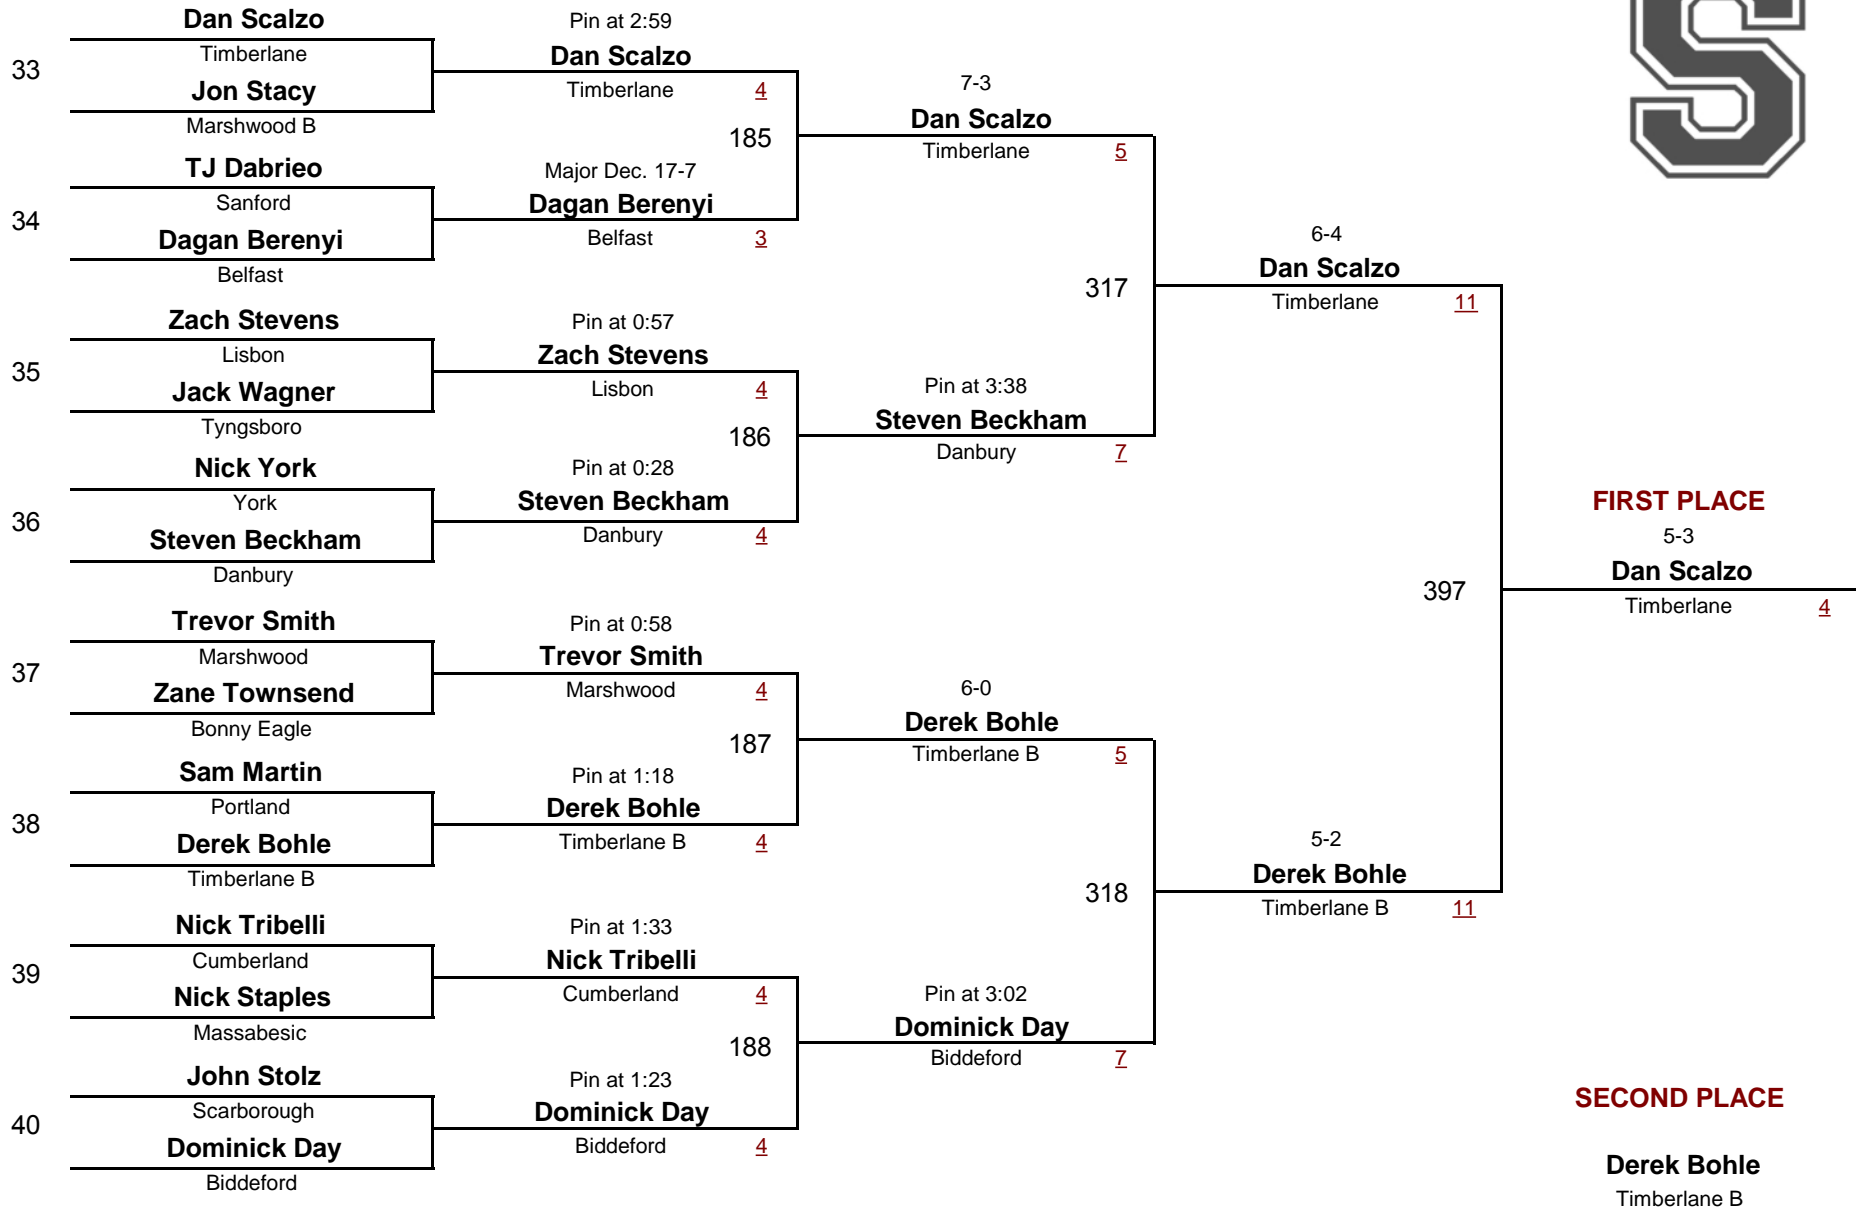 Dan Scalzo
Timberlane
33
Jon Stacy
Marshwood B
TJ Dabrieo
Sanford
34
Dagan Berenyi
Belfast
Zach Stevens
Lisbon
35
Jack Wagner
Tyngsboro
Nick York
York
36
Steven Beckham
Danbury
Trevor Smith
Marshwood
37
Zane Townsend
Bonny Eagle
Sam Martin
Portland
38
Derek Bohle
Timberlane B
Nick Tribelli
Cumberland
39
Nick Staples
Massabesic
John Stolz
Scarborough
40
Dominick Day
Biddeford
Pin at 2:59
Dan Scalzo
Timberlane 4
185
Major Dec. 17-7
Dagan Berenyi
Belfast 3
Pin at 0:57
Zach Stevens
Lisbon 4
186
Pin at 0:28
Steven Beckham
Danbury 4
Pin at 0:58
Trevor Smith
Marshwood 4
187
Pin at 1:18
Derek Bohle
Timberlane B 4
Pin at 1:33
Nick Tribelli
Cumberland 4
188
Pin at 1:23
Dominick Day
Biddeford 4
7-3
Dan Scalzo
Timberlane 5
317
Pin at 3:38
Steven Beckham
Danbury 7
6-0
Derek Bohle
Timberlane B 5
318
Pin at 3:02
Dominick Day
Biddeford 7
6-4
Dan Scalzo
Timberlane 11
397
5-2
Derek Bohle
Timberlane B 11
S
FIRST PLACE
5-3
Dan Scalzo
Timberlane 4
SECOND PLACE
Derek Bohle
Timberlane B